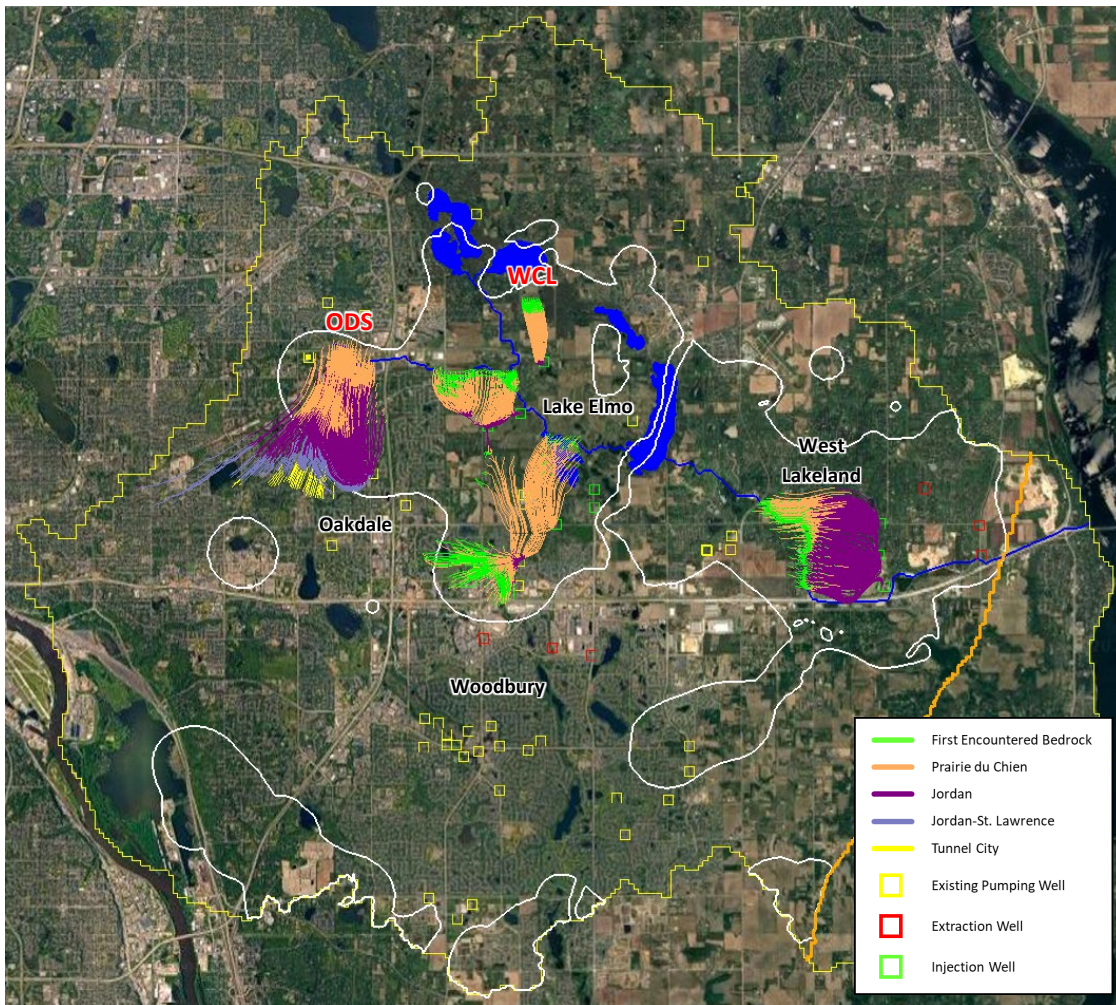 WCL
ODS
Lake Elmo
West
Lakeland
Oakdale
Woodbury
First Encountered Bedrock
Prairie du Chien
Jordan
Jordan-St. Lawrence
Tunnel City
Existing Pumping Well
Extraction Well
Injection Well